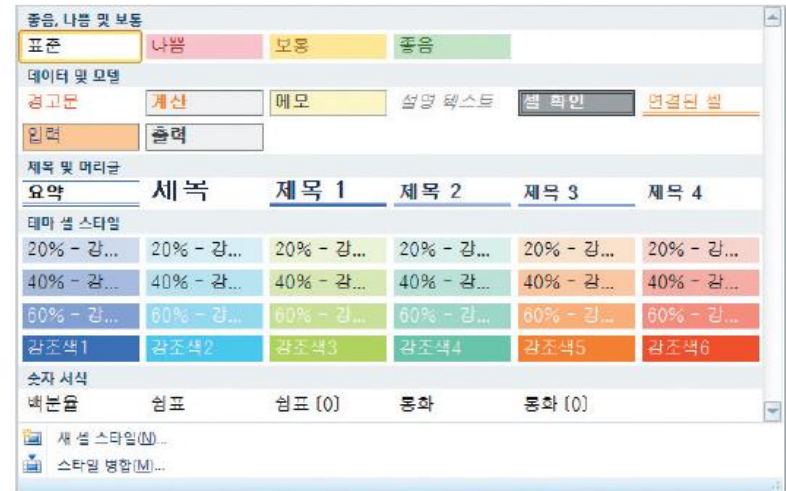 좋음, 나쁨 및 보통
표준 나쁨 보통 좋음
데이터 및 모델
경고문 계산 메모 설명 텍스트 셀 확인 연결된 셀
입력 출력
제목 및 머리글
요약 제목 제목 1 제목 2 제목 3 제목 4
테마 셀 스타일
20% - 강... 20% - 강... 20% - 강... 20% - 강... 20% - 강... 20% - 강...
40% - 강... 40% - 강... 40% - 강... 40% - 강... 40% - 강... 40% - 강...
60% - 강... 60% - 강... 60% - 강... 60% - 강... 60% - 강... 60% - 강...
강조색1 강조색2 강조색3 강조색4 강조색5 강조색6
숫자 서식
백분율 쉼표 쉼표 [0] 통화 통화 [0]
새 셀 스타일(N)...
스타일 병합(M)...